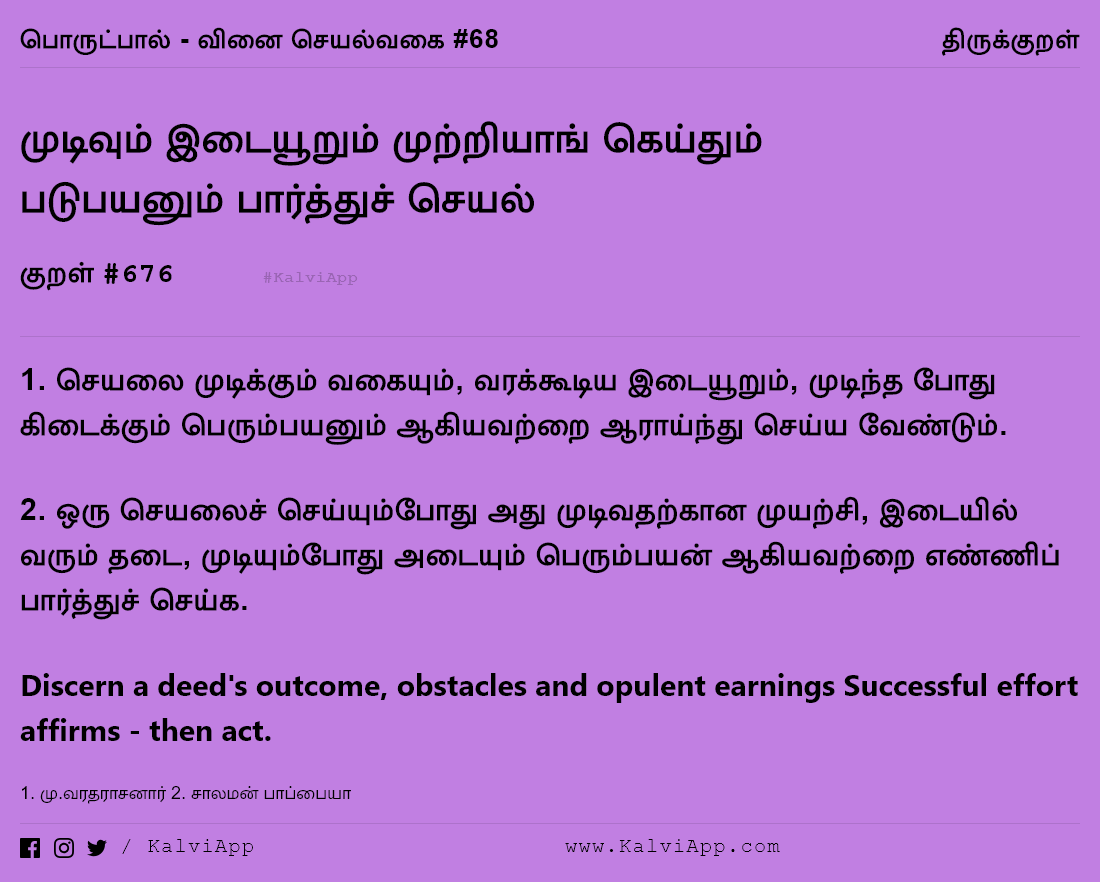 பொருட்பால் - வினை செயல்வகை #68 திருக்குறள்
முடிவும் இடையூறும் முற்றியாங் கெய்தும்
படுபயனும் பார்த்துச் செயல்
குறள் #676 #KalviApp
1. செயலை முடிக்கும் வகையும், வரக்கூடிய இடையூறும், முடிந்த போது
கிடைக்கும் பெரும்பயனும் ஆகியவற்றை ஆராய்ந்து செய்ய வேண்டும்.
2. ஒரு செயலைச் செய்யும்போது அது முடிவதற்கான முயற்சி, இடையில்
வரும் தடை, முடியும்போது அடையும் பெரும்பயன் ஆகியவற்றை எண்ணிப்
பார்த்துச் செய்க.
Discern a deed's outcome, obstacles and opulent earnings Successful effort
affirms - then act.
1. மு.வரதராசனார் 2. சாலமன் பாப்பையா
/ KalviApp www.KalviApp.com